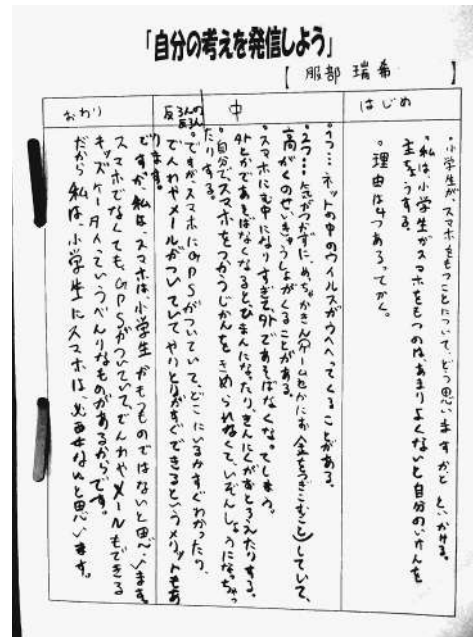 「自分の考えを発信しよう」
【 服部 瑞希 】
はじめ
・小学生が、スマホをもつことについて、どう思いますかと といかける。
・私は、小学生がスマホをもつのは、あまりよくないと自分のいけんを
主ちょうする。
・理由は4つあるってかく。
中
・1つ…ネットの中のウイルスがウヘヘってくることがある。
・2つ…気がつかずに、めちゃかきん(ゲームとかにお金をつぎこむこと)していて、
高がくのせいきゅうしょがくることがある。
・スマホにむ中になりすぎて、外であそばなくなってしまう。
外とかであそばなくなるとひまんになったり、きんにくがおとろえたりする。
・自分でスマホをつかうじかんをきめられなくて、いぞんしょうになっちゃっ
たりする。
反ろんの
反ろん
・ですがスマホにGPSがついていて、どこにいるかすぐわかったり、
でんわやメールがついていてやりとりがすぐできるというメリットもあ
ります。
おわり
ですが、私は、スマホは小学生がもつものではないと思います。
スマホでなくても、GPSがついていて、でんわやメールもできる
キッズケータイっていうべんりなものがあるからです。
だから私は、小学生にスマホは、必要ないと思います。